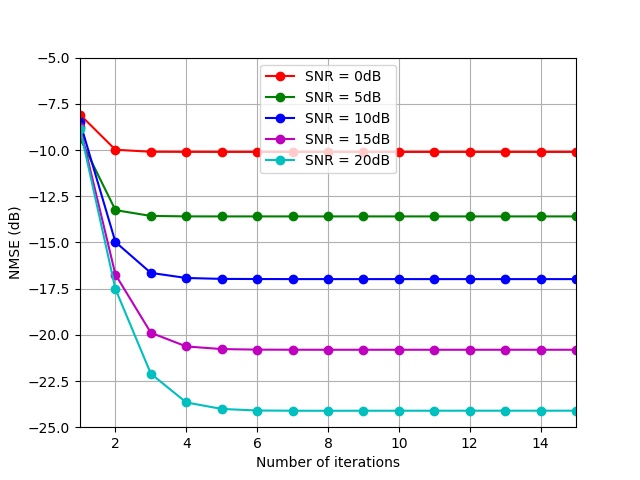 −5.0
−7.5
−10.0
−12.5
−15.0
−17.5
−20.0
−22.5
−25.0
NMSE (dB)
SNR = 0dB
SNR = 5dB
SNR = 10dB
SNR = 15dB
SNR = 20dB
2 4 6 8 10 12 14
Number of iterations